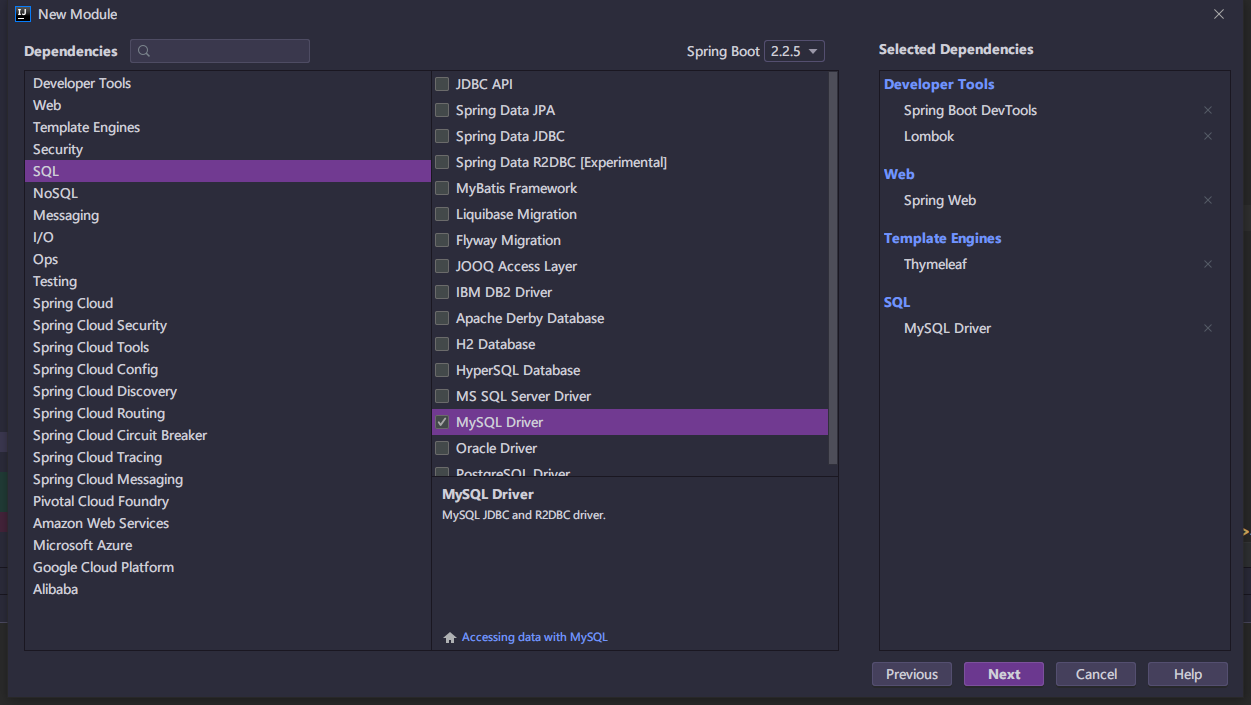 New Module
Dependencies
Spring Boot 2.2.5
Selected Dependencies
Developer Tools
Web
Template Engines
Security
SQL
NoSQL
Messaging
I/O
Ops
Testing
Spring Cloud
Spring Cloud Security
Spring Cloud Tools
Spring Cloud Config
Spring Cloud Discovery
Spring Cloud Routing
Spring Cloud Circuit Breaker
Spring Cloud Tracing
Spring Cloud Messaging
Pivotal Cloud Foundry
Amazon Web Services
Microsoft Azure
Google Cloud Platform
Alibaba
JDBC API
Spring Data JPA
Spring Data JDBC
Spring Data R2DBC [Experimental]
MyBatis Framework
Liquibase Migration
Flyway Migration
JOOQ Access Layer
IBM DB2 Driver
Apache Derby Database
H2 Database
HyperSQL Database
MS SQL Server Driver
MySQL Driver
Oracle Driver
PostgreSQL Driver
MySQL Driver
MySQL JDBC and R2DBC driver.
Accessing data with MySQL
Developer Tools
Spring Boot DevTools
Lombok
Web
Spring Web
Template Engines
Thymeleaf
SQL
MySQL Driver
Previous
Next
Cancel
Help